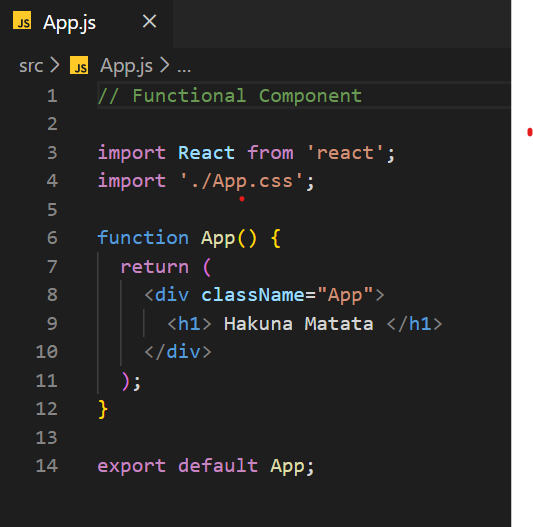 JS App.js ×
src > JS App.js > ...
1 // Functional Component
2
3 import React from 'react';
4 import './App.css';
5
6 function App() {
7   return (
8     <div className="App">
9       <h1> Hakuna Matata </h1>
10     </div>
11   );
12 }
13
14 export default App;